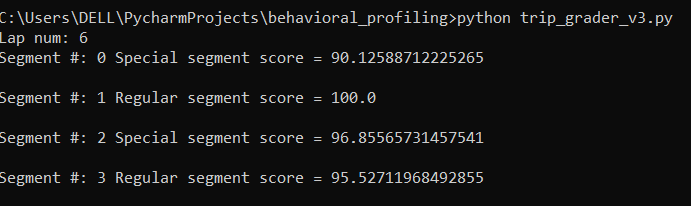 C:\Users\DELL\PycharmProjects\behavioral_profiling>python trip_grader_v3.py
Lap num: 6
Segment #: 0 Special segment score = 90.12588712225265
Segment #: 1 Regular segment score = 100.0
Segment #: 2 Special segment score = 96.85565731457541
Segment #: 3 Regular segment score = 95.52711968492855